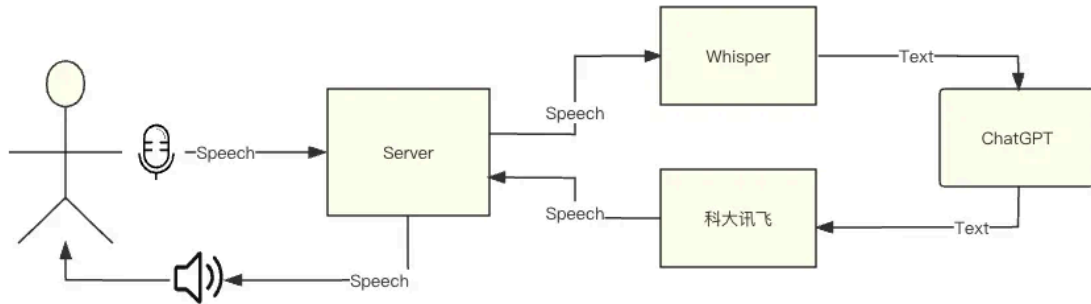 Whisper
Text
Speech
ChatGPT
Speech
Server
Speech
科大讯飞
Text
Speech